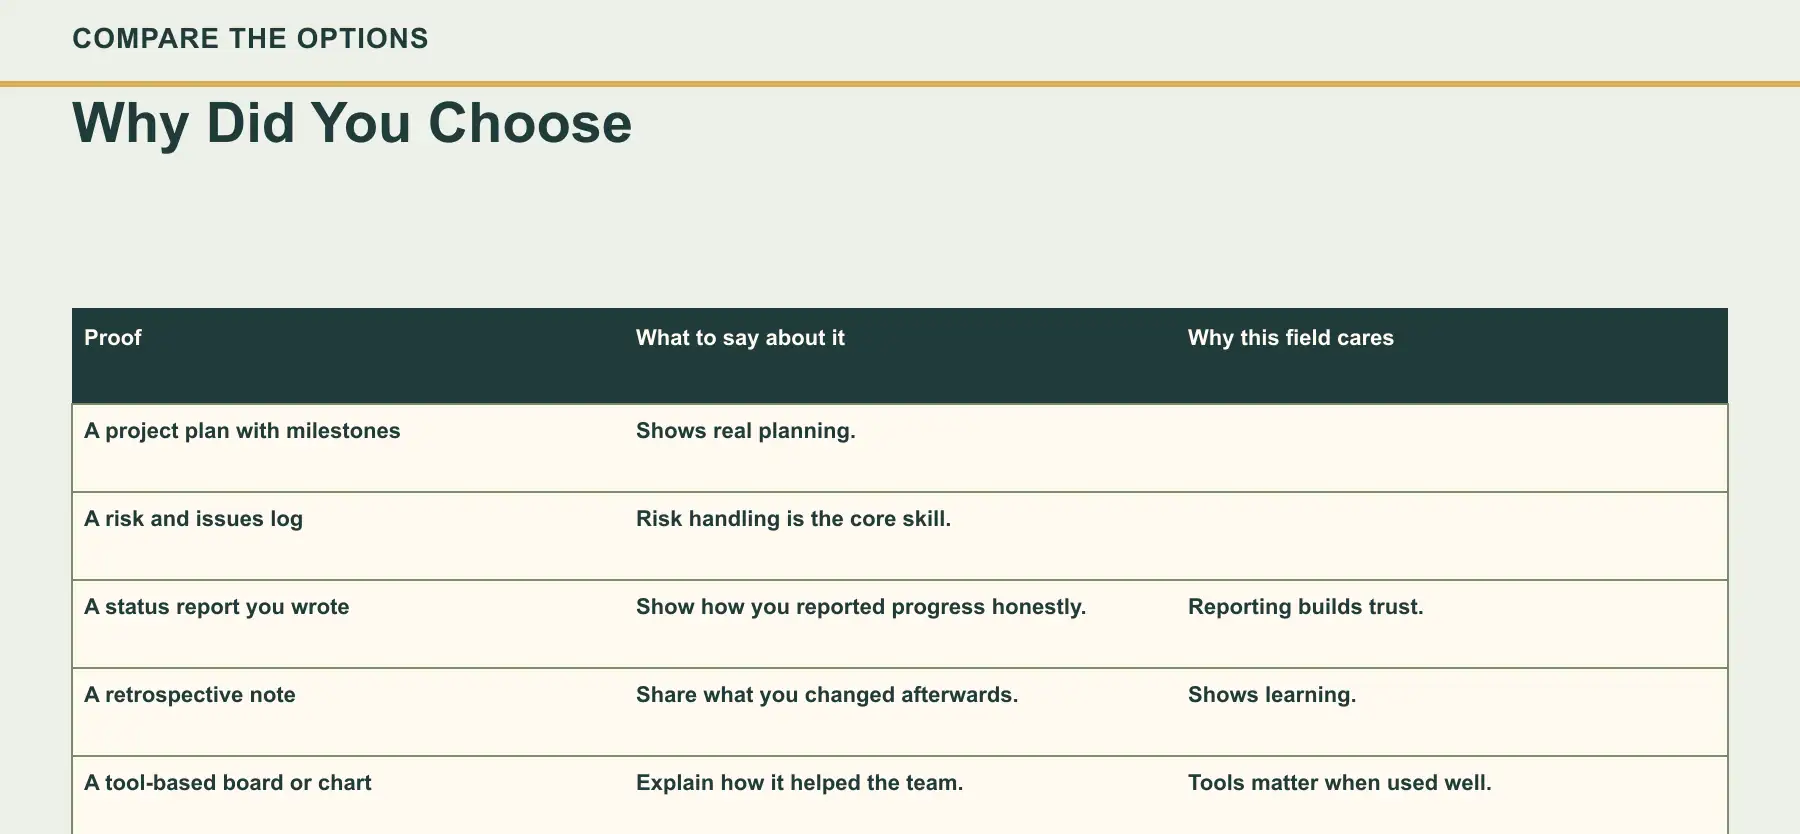 COMPARE THE OPTIONS
Why Did You Choose
Proof What to say about it Why this field cares
A project plan with milestones Shows real planning.
A risk and issues log Risk handling is the core skill.
A status report you wrote Show how you reported progress honestly. Reporting builds trust.
A retrospective note Share what you changed afterwards. Shows learning.
A tool-based board or chart Explain how it helped the team. Tools matter when used well.